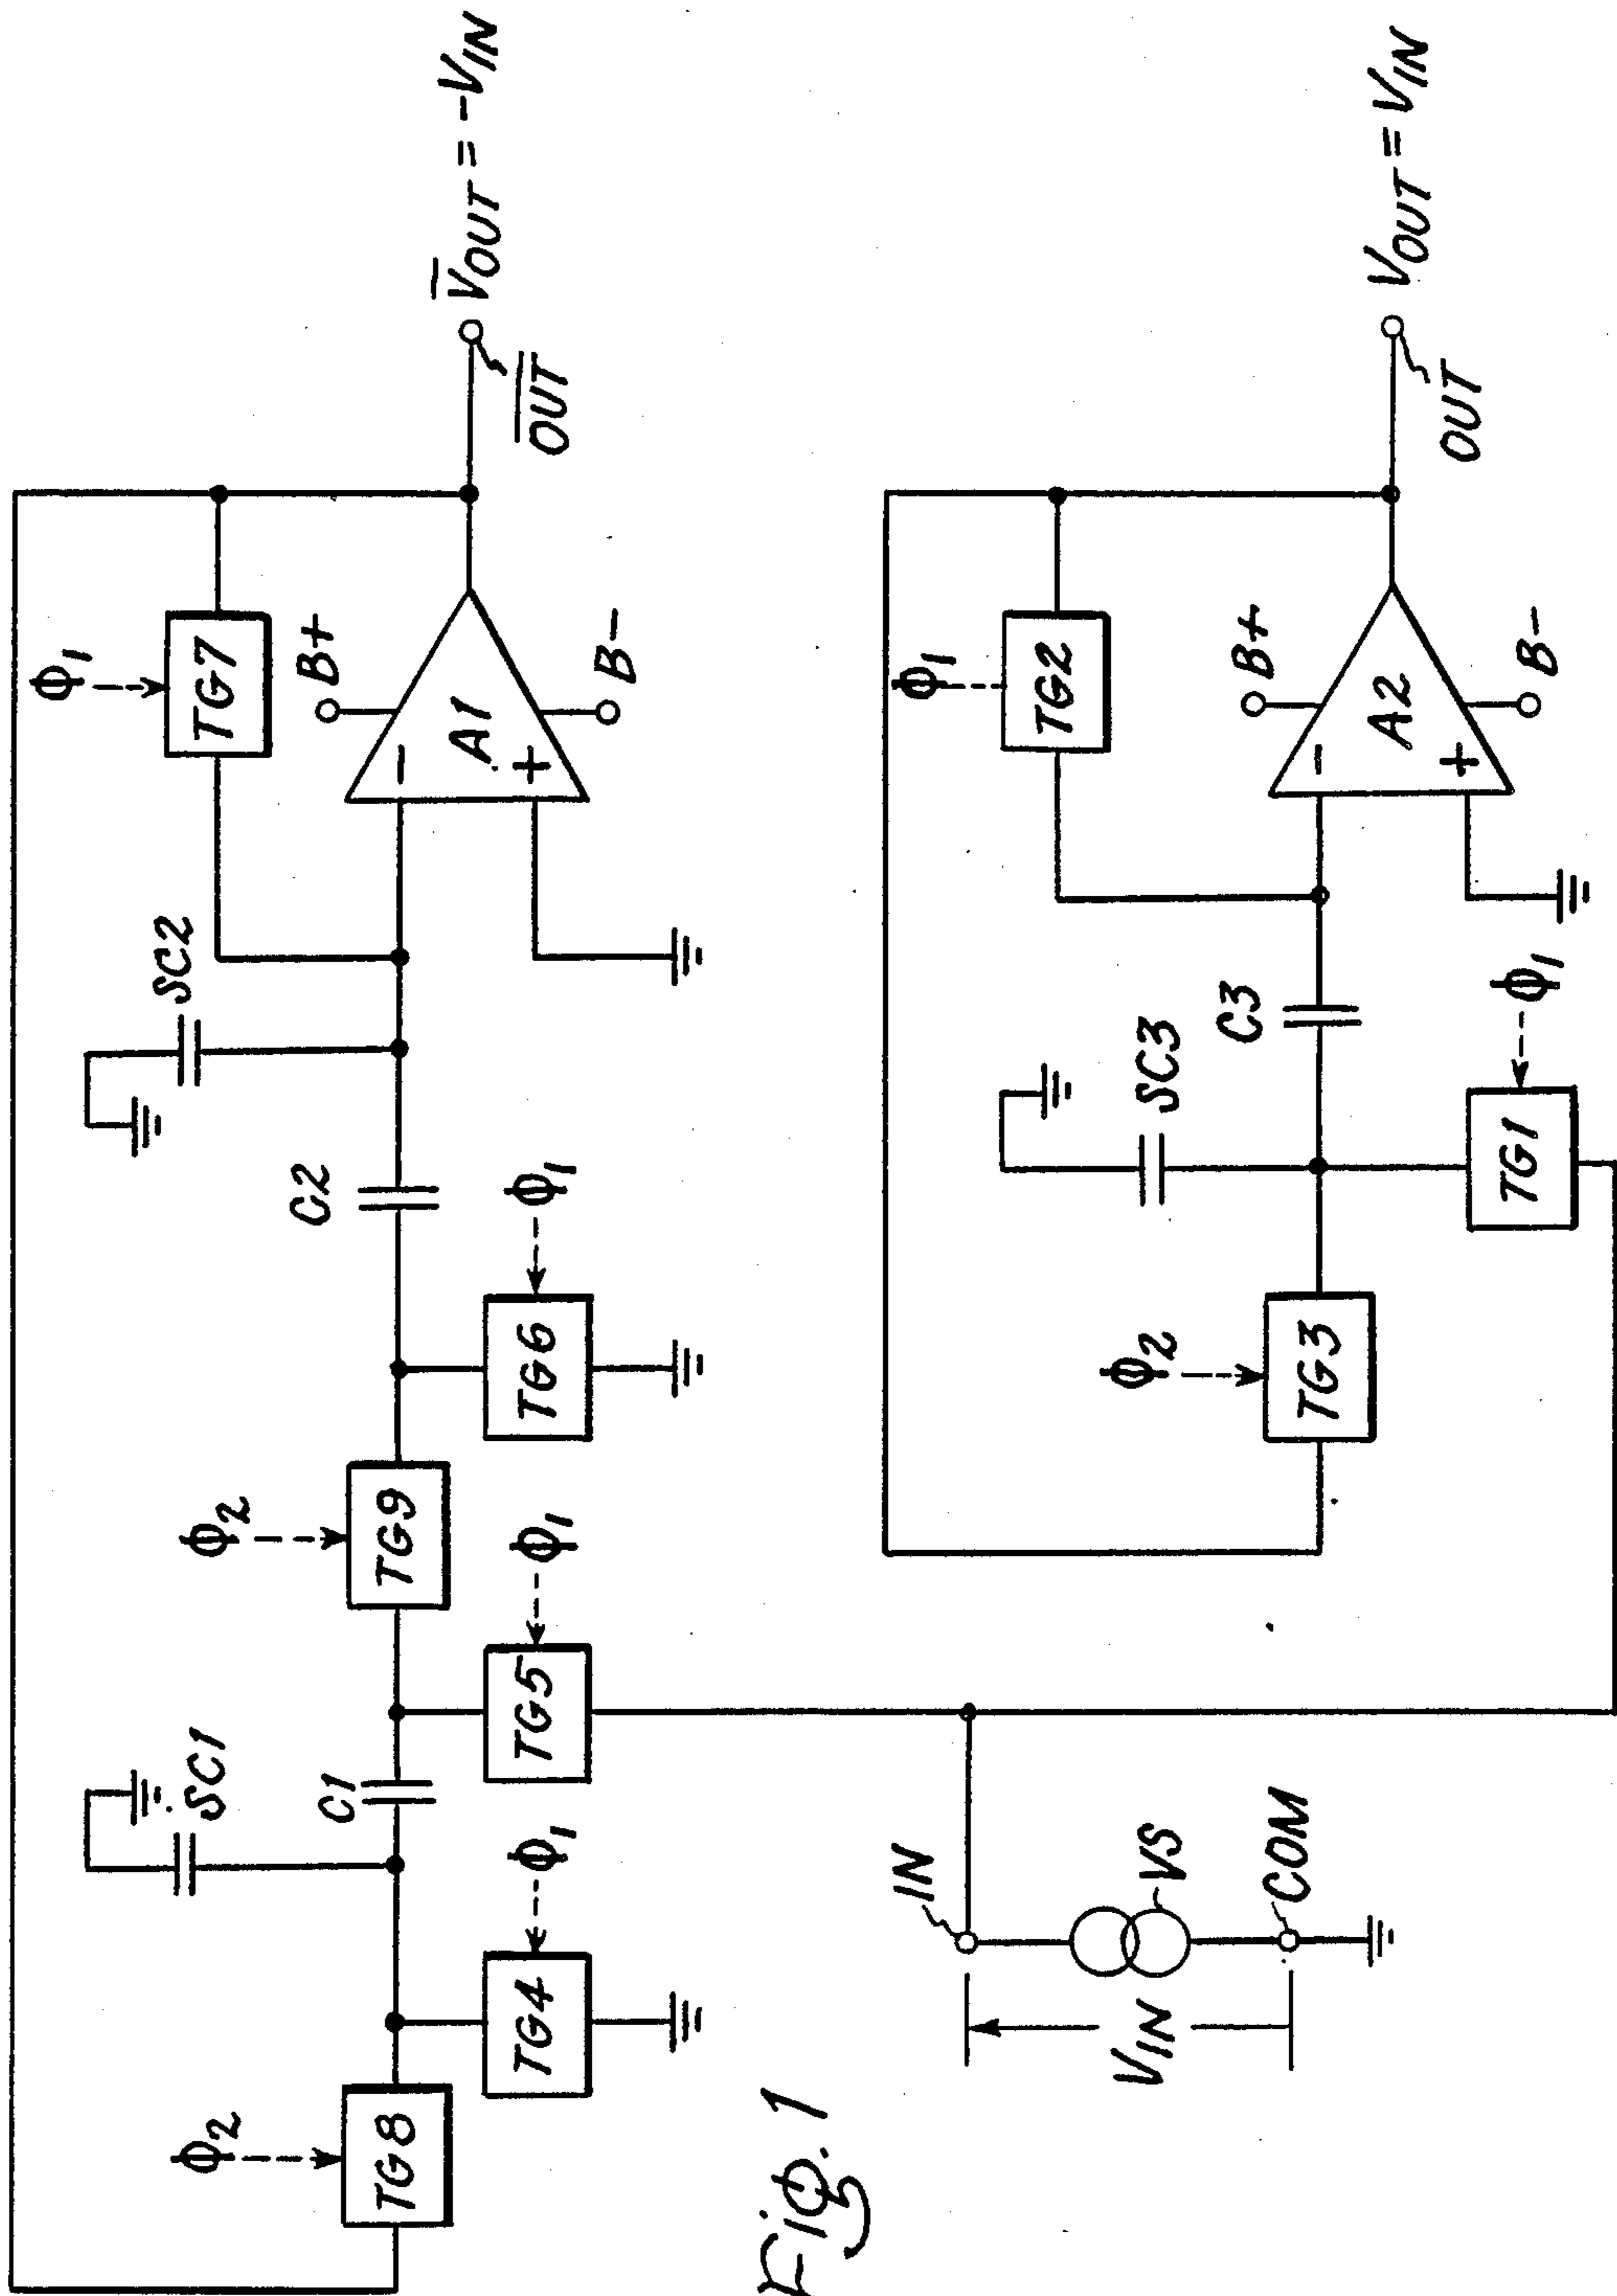 Φ2
TG8
TG4
Φ1
SC1
C1
TG5
Φ1
Φ2
TG9
TG6
Φ1
C2
SC2
Φ1
TG7
B+
A1
−
+
B−
OUT
V̅OUT = -VIN
IN
VIN
VS
COM
Φ2
TG3
SC3
C3
TG1
Φ1
Φ1
TG2
B+
A2
−
+
B−
OUT
VOUT = VIN
Fig. 1